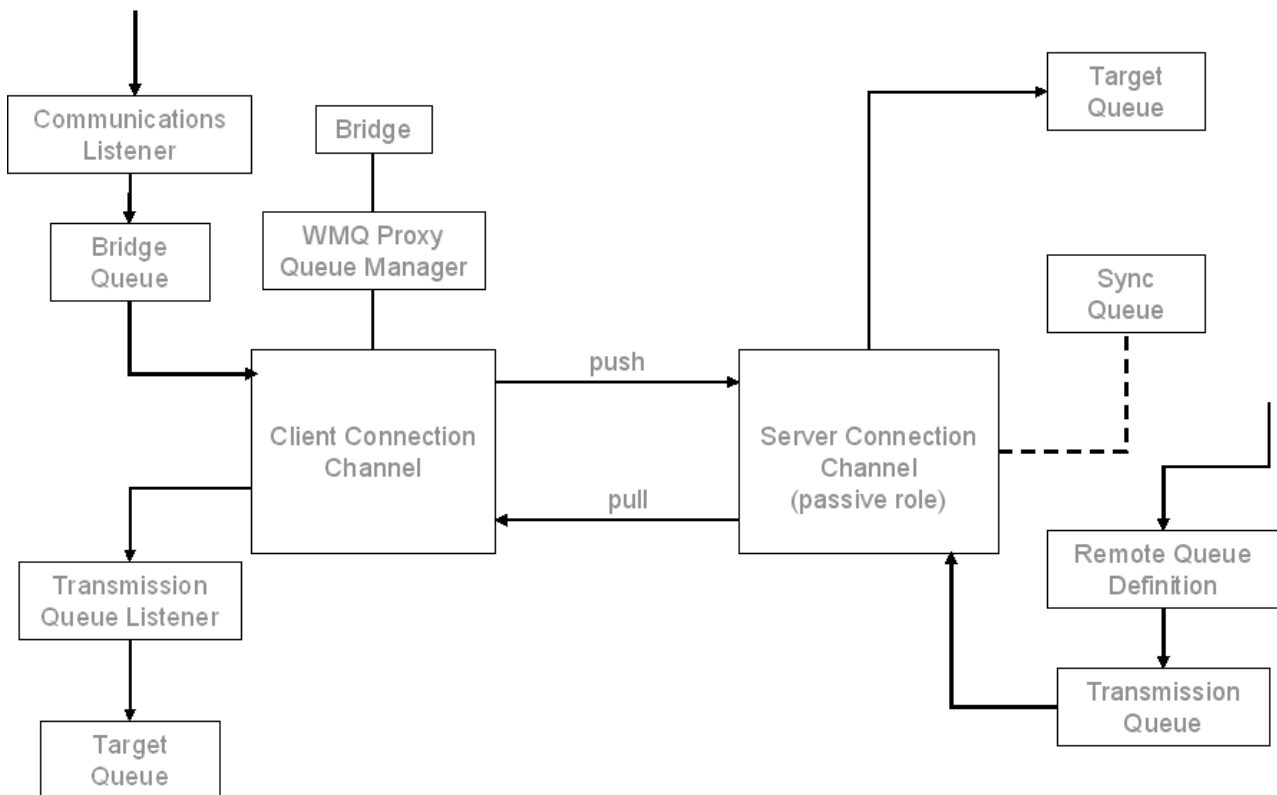 Communications
Listener
Bridge
Queue
Bridge
WMQ Proxy
Queue Manager
Client Connection
Channel
Transmission
Queue Listener
Target
Queue
push
pull
Server Connection
Channel
(passive role)
Target
Queue
Sync
Queue
Remote Queue
Definition
Transmission
Queue